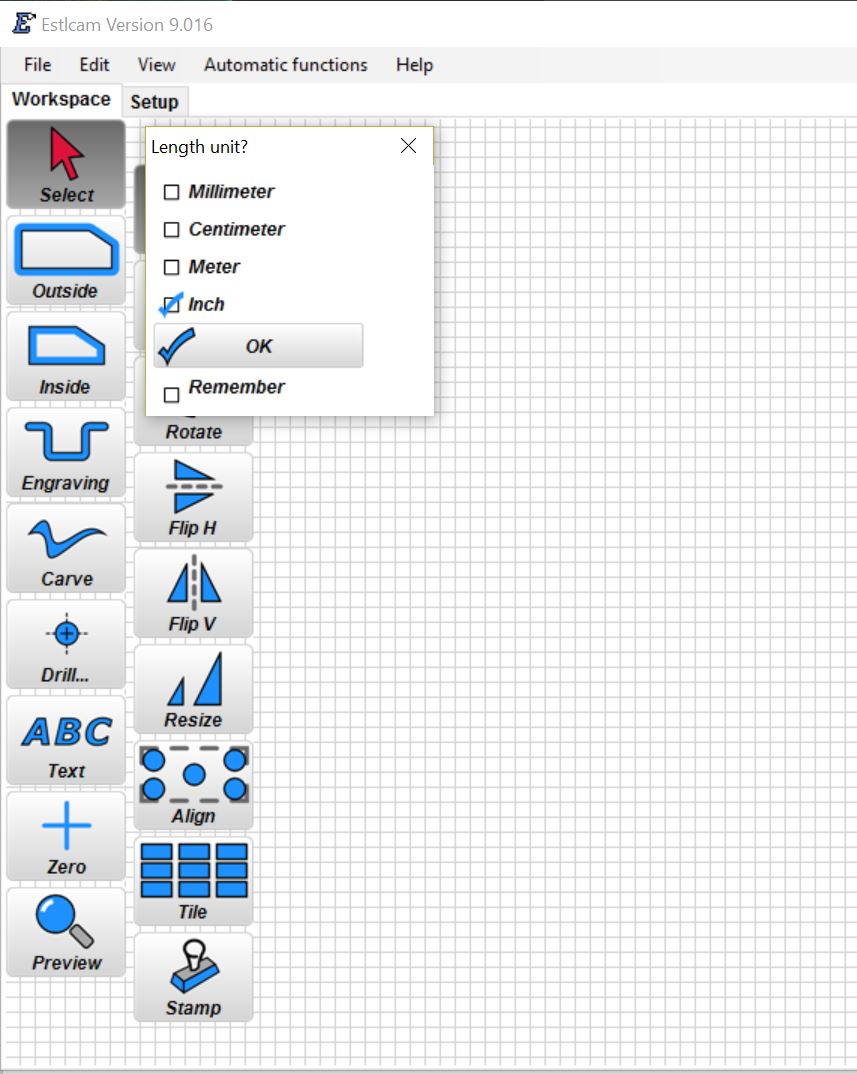 Estlcam Version 9.016
File Edit View Automatic functions Help
Workspace Setup
Length unit?
Millimeter
Centimeter
Meter
Inch
OK
Remember
Select
Outside
Inside
Engraving
Carve
Drill...
ABC
Text
Zero
Preview
Rotate
Flip H
Flip V
Resize
Align
Tile
Stamp